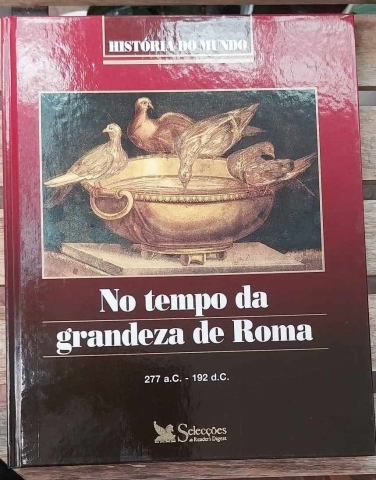 HISTÓRIA DO MUNDO
No tempo da
grandeza de Roma
277 a.C. - 192 d.C.
Selecções
do Reader's Digest